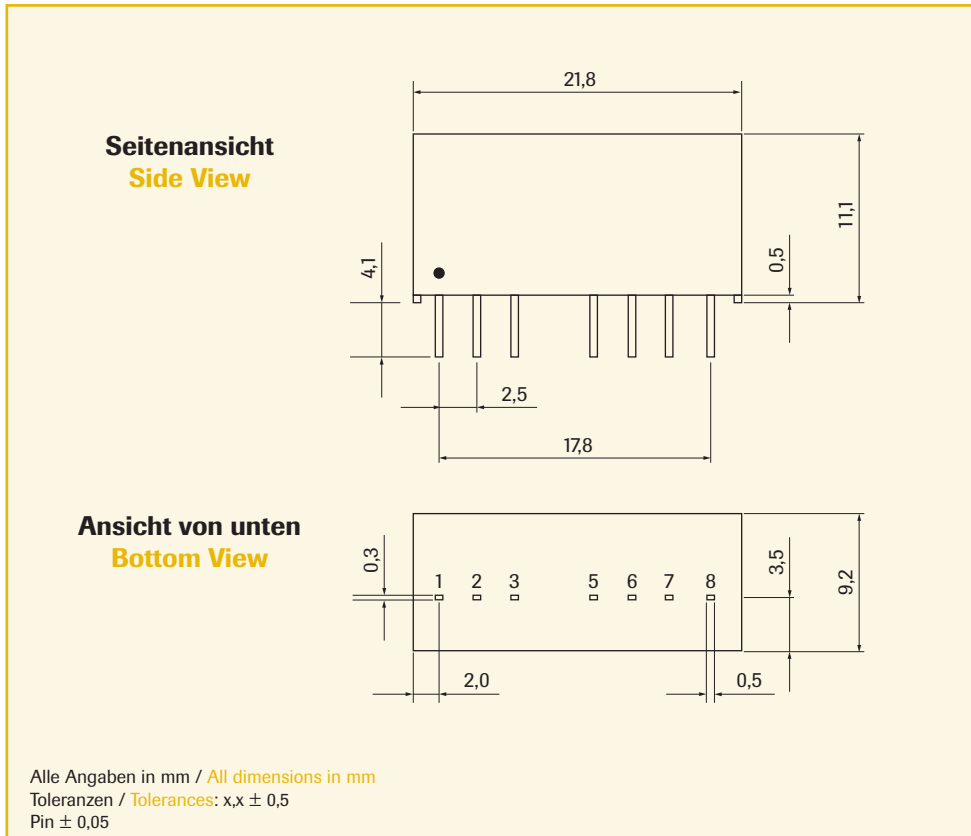 21,8
Seitenansicht
Side View
11,1
0,5
4,1
2,5
17,8
Ansicht von unten
Bottom View
0,3
1 2 3 5 6 7 8
3,5
9,2
2,0
0,5
Alle Angaben in mm / All dimensions in mm
Toleranzen / Tolerances: x,x ± 0,5
Pin ± 0,05